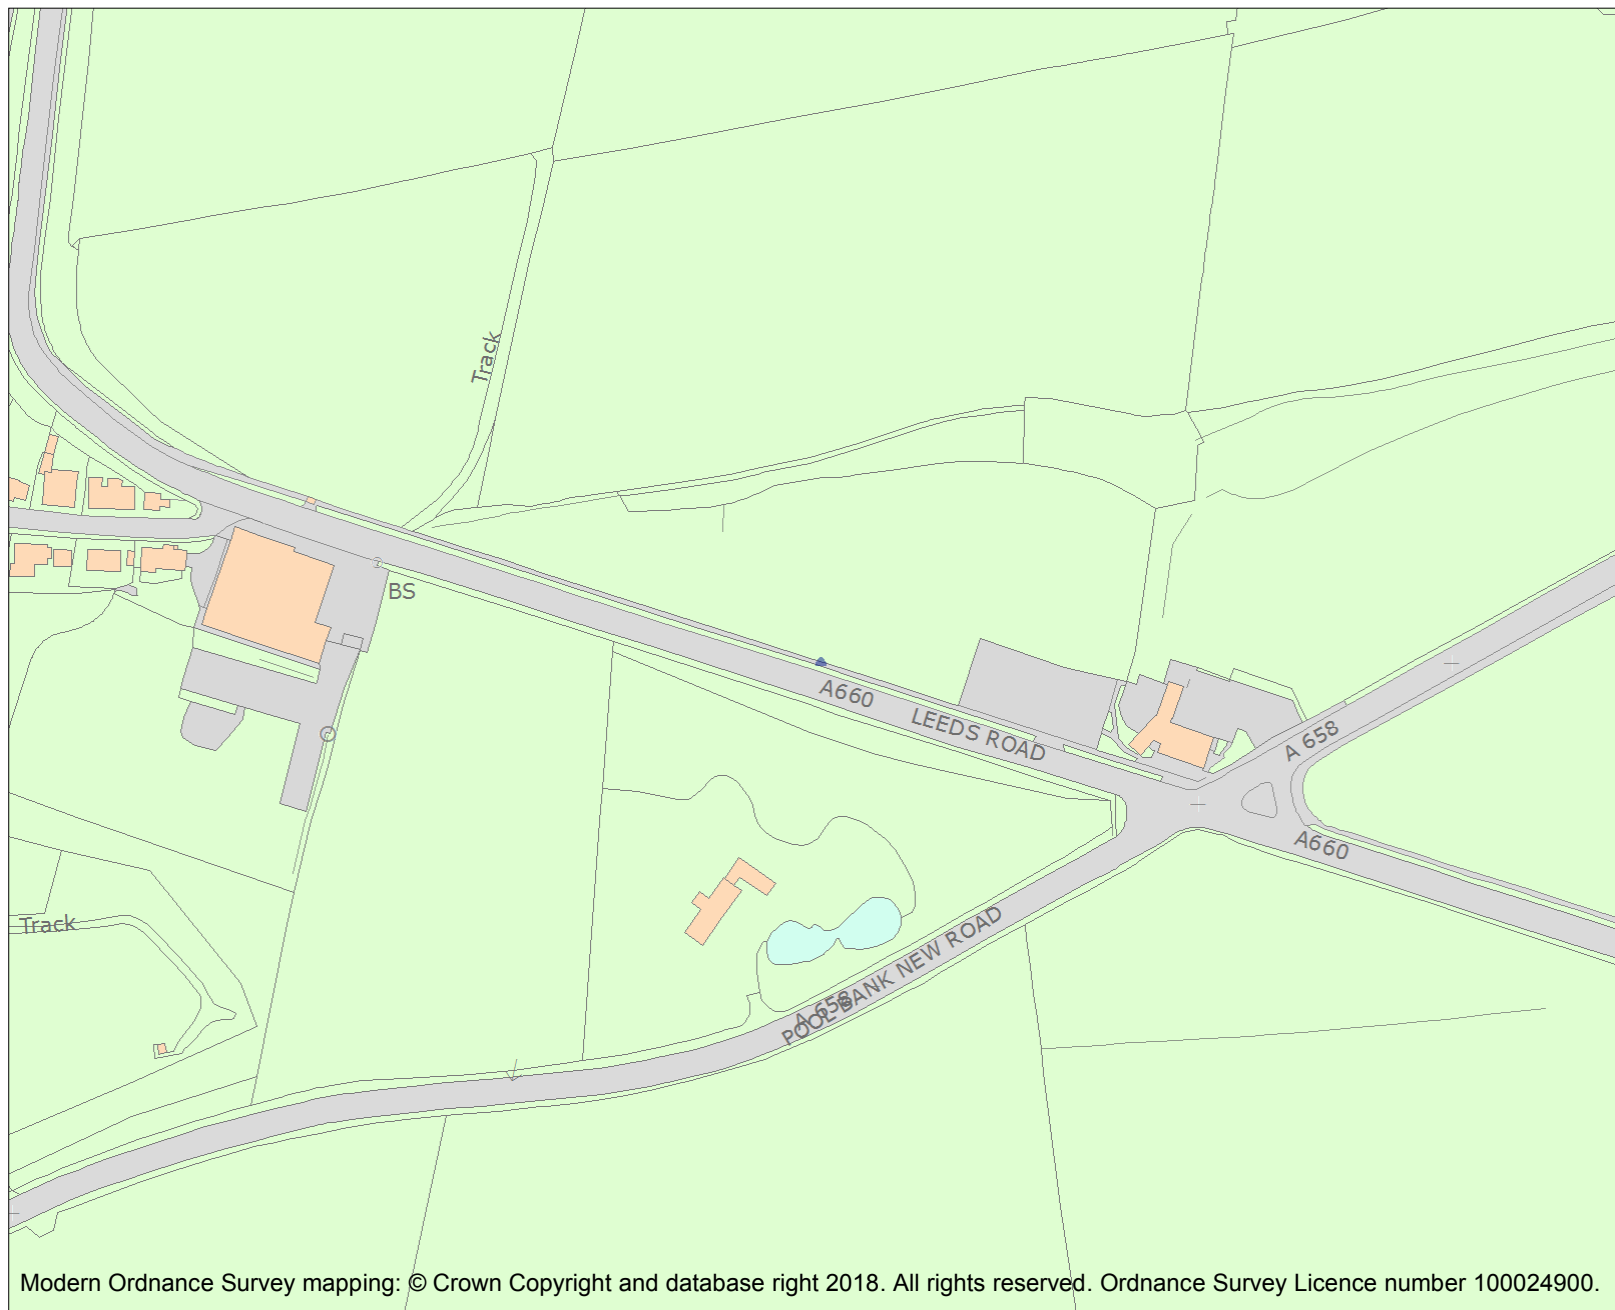 Track
BS
A660
LEEDS ROAD
A 658
A660
Track
POOL BANK NEW ROAD
A 658
Modern Ordnance Survey mapping: © Crown Copyright and database right 2018. All rights reserved. Ordnance Survey Licence number 100024900.